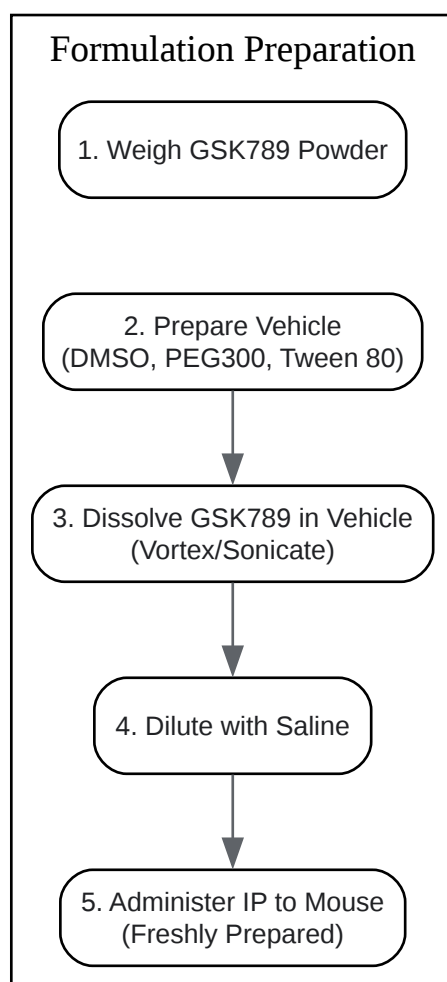 Formulation Preparation
1. Weigh GSK789 Powder
2. Prepare Vehicle
(DMSO, PEG300, Tween 80)
3. Dissolve GSK789 in Vehicle
(Vortex/Sonicate)
4. Dilute with Saline
5. Administer IP to Mouse
(Freshly Prepared)